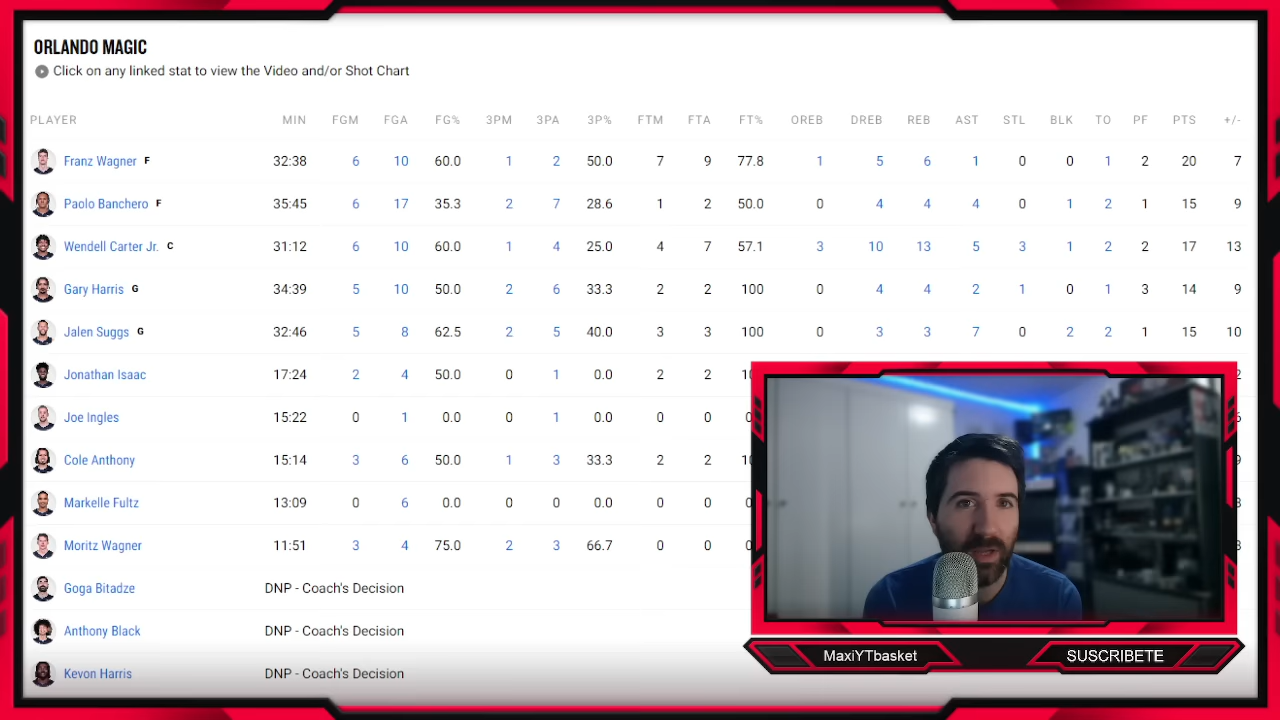 ORLANDO MAGIC
Click on any linked stat to view the Video and/or Shot Chart
PLAYER MIN FGM FGA FG% 3PM 3PA 3P% FTM FTA FT% OREB DREB REB AST STL BLK TO PF PTS +/-
Franz Wagner F 32:38 6 10 60.0 1 2 50.0 7 9 77.8 1 5 6 1 0 0 1 2 20 7
Paolo Banchero F 35:45 6 17 35.3 2 7 28.6 1 2 50.0 0 4 4 4 0 1 2 1 15 9
Wendell Carter Jr. C 31:12 6 10 60.0 1 4 25.0 4 7 57.1 3 10 13 5 3 1 2 2 17 13
Gary Harris G 34:39 5 10 50.0 2 6 33.3 2 2 100 0 4 4 2 1 0 1 3 14 9
Jalen Suggs G 32:46 5 8 62.5 2 5 40.0 3 3 100 0 3 3 7 0 2 2 1 15 10
Jonathan Isaac 17:24 2 4 50.0 0 1 0.0 2 2
Joe Ingles 15:22 0 1 0.0 0 1 0.0 0 0
Cole Anthony 15:14 3 6 50.0 1 3 33.3 2 2
Markelle Fultz 13:09 0 6 0.0 0 0 0.0 0 0
Moritz Wagner 11:51 3 4 75.0 2 3 66.7 0 0
Goga Bitadze DNP - Coach's Decision
Anthony Black DNP - Coach's Decision
Kevon Harris DNP - Coach's Decision
MaxiYTbasket
SUSCRIBETE